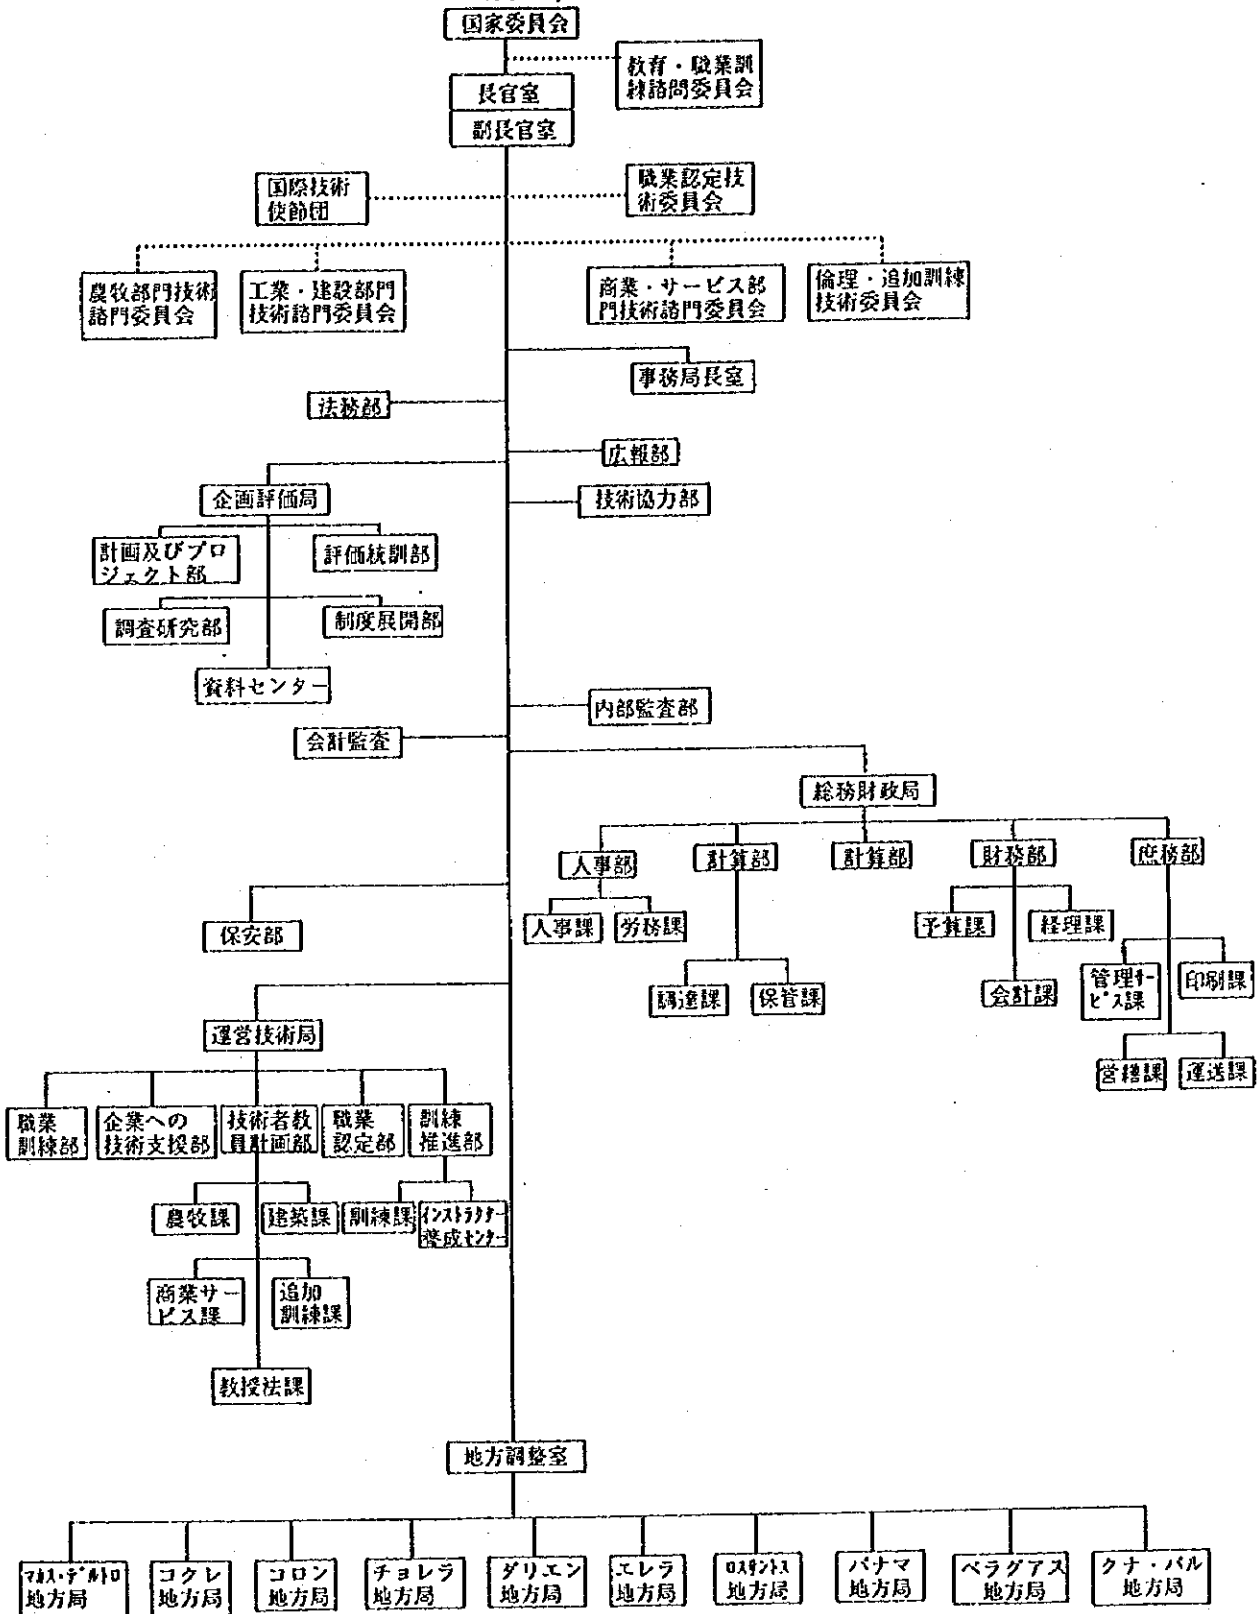 国家委員会
教育・職業訓
練諮問委員会
長官室
副長官室
国際技術
使節団
職業認定技
術委員会
農牧部門技術
諮門委員会
工業・建設部門
技術諮門委員会
商業・サービス部
門技術諮門委員会
倫理・追加訓練
技術委員会
事務局長室
法務部
広報部
企画評価局
技術協力部
計画及びプロ
ジェクト部
評価統訓部
調査研究部
制度展開部
資料センター
内部監査部
会計監査
総務財政局
人事部
計算部
計算部
財務部
庶務部
人事課
労務課
予算課
経理課
保安部
調達課
保管課
会計課
管理サー
ビス課
印刷課
運営技術局
営繕課
運送課
職業
訓練部
企業への
技術支援部
技術者教
員計画部
職業
認定部
訓練
推進部
農牧課
建築課
訓練課
インストラクター
養成センター
商業サー
ビス課
追加
訓練課
教授法課
地方調整室
地方局
コクレ
地方局
コロン
地方局
チョレラ
地方局
ダリエン
地方局
エレラ
地方局
ロスサントス
地方局
パナマ
地方局
ベラグアス
地方局
クナ・バル
地方局